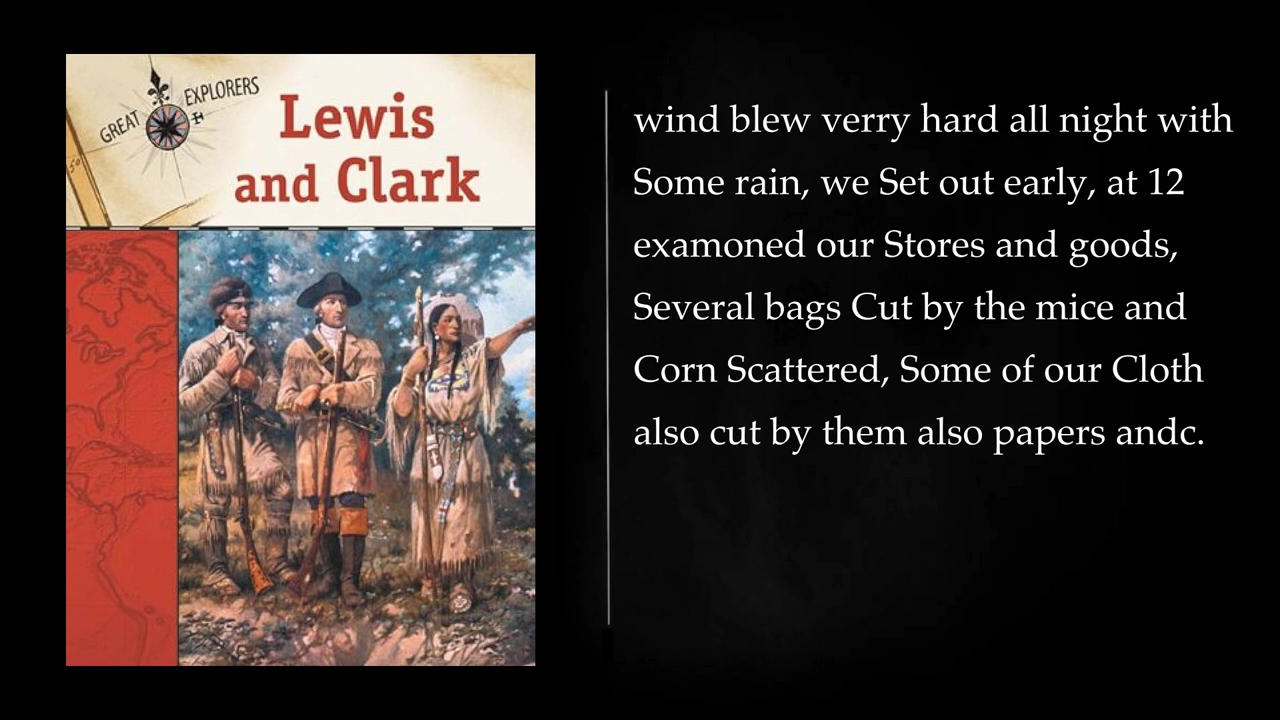 GREAT EXPLORERS
Lewis
and Clark
wind blew verry hard all night with
Some rain, we Set out early, at 12
examoned our Stores and goods,
Several bags Cut by the mice and
Corn Scattered, Some of our Cloth
also cut by them also papers andc.